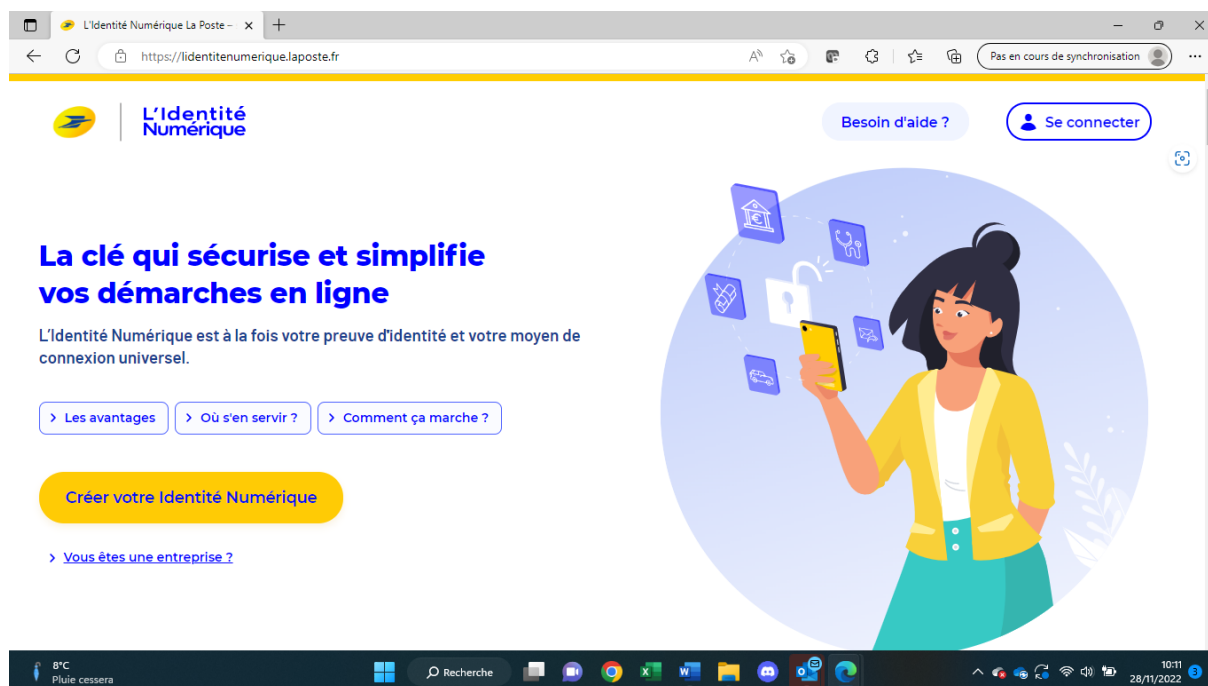 L'Identité Numérique La Poste –
https://lidentitenumerique.laposte.fr
Pas en cours de synchronisation
L'Identité
Numérique
Besoin d'aide ?
Se connecter
La clé qui sécurise et simplifie
vos démarches en ligne
L'Identité Numérique est à la fois votre preuve d'identité et votre moyen de
connexion universel.
> Les avantages
> Où s'en servir ?
> Comment ça marche ?
Créer votre Identité Numérique
> Vous êtes une entreprise ?
8°C
Pluie cessera
Recherche
10:11
28/11/2022
3